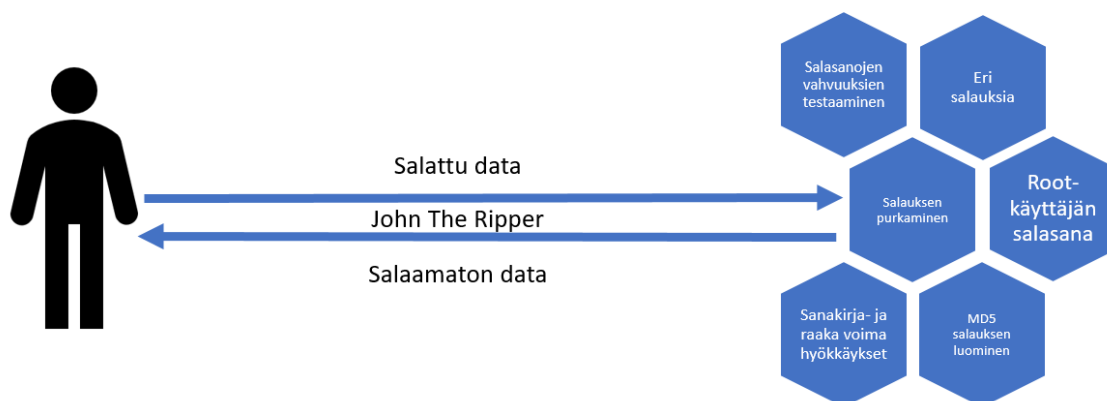 Salattu data
John The Ripper
Salaamaton data
Salasanojen
vahvuuksien
testaaminen
Eri
salauksia
Salauksen
purkaminen
Root-
käyttäjän
salasana
Sanakirja- ja
raaka voima
hyökkäykset
MD5
salauksen
luominen